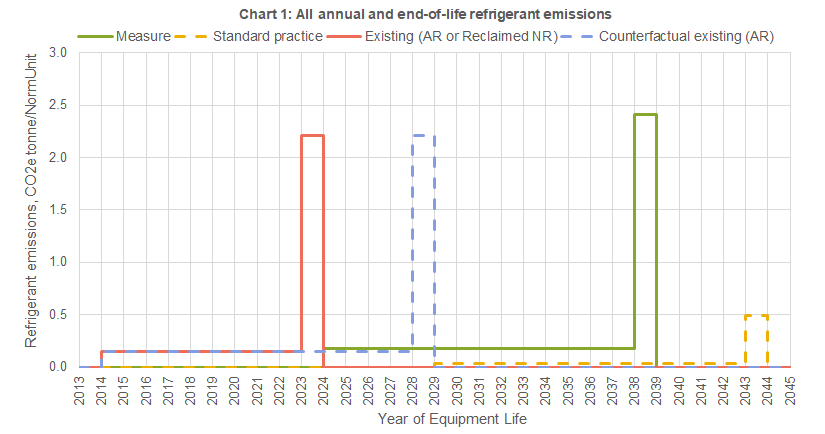 Chart 1: All annual and end-of-life refrigerant emissions
Measure Standard practice Existing (AR or Reclaimed NR) Counterfactual existing (AR)
Refrigerant emissions, CO2e tonne/NormUnit
3.0
2.5
2.0
1.5
1.0
0.5
0.0
2013 2014 2015 2016 2017 2018 2019 2020 2021 2022 2023 2024 2025 2026 2027 2028 2029 2030 2031 2032 2033 2034 2035 2036 2037 2038 2039 2040 2041 2042 2043 2044 2045
Year of Equipment Life